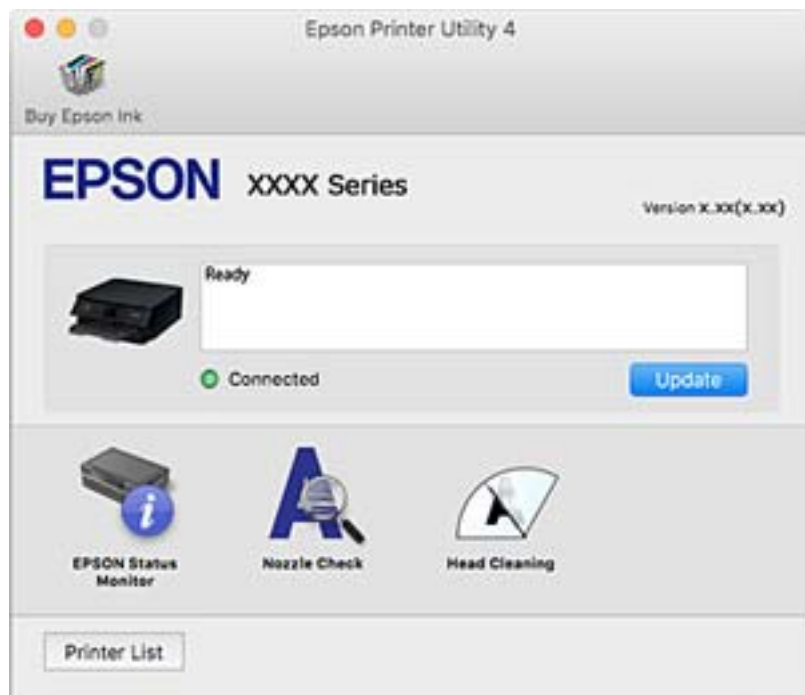 Epson Printer Utility 4
Buy Epson Ink
EPSON XXXX Series
Version X.XX(X.XX)
Ready
Connected
Update
EPSON Status
Monitor
Nozzle Check
Head Cleaning
Printer List